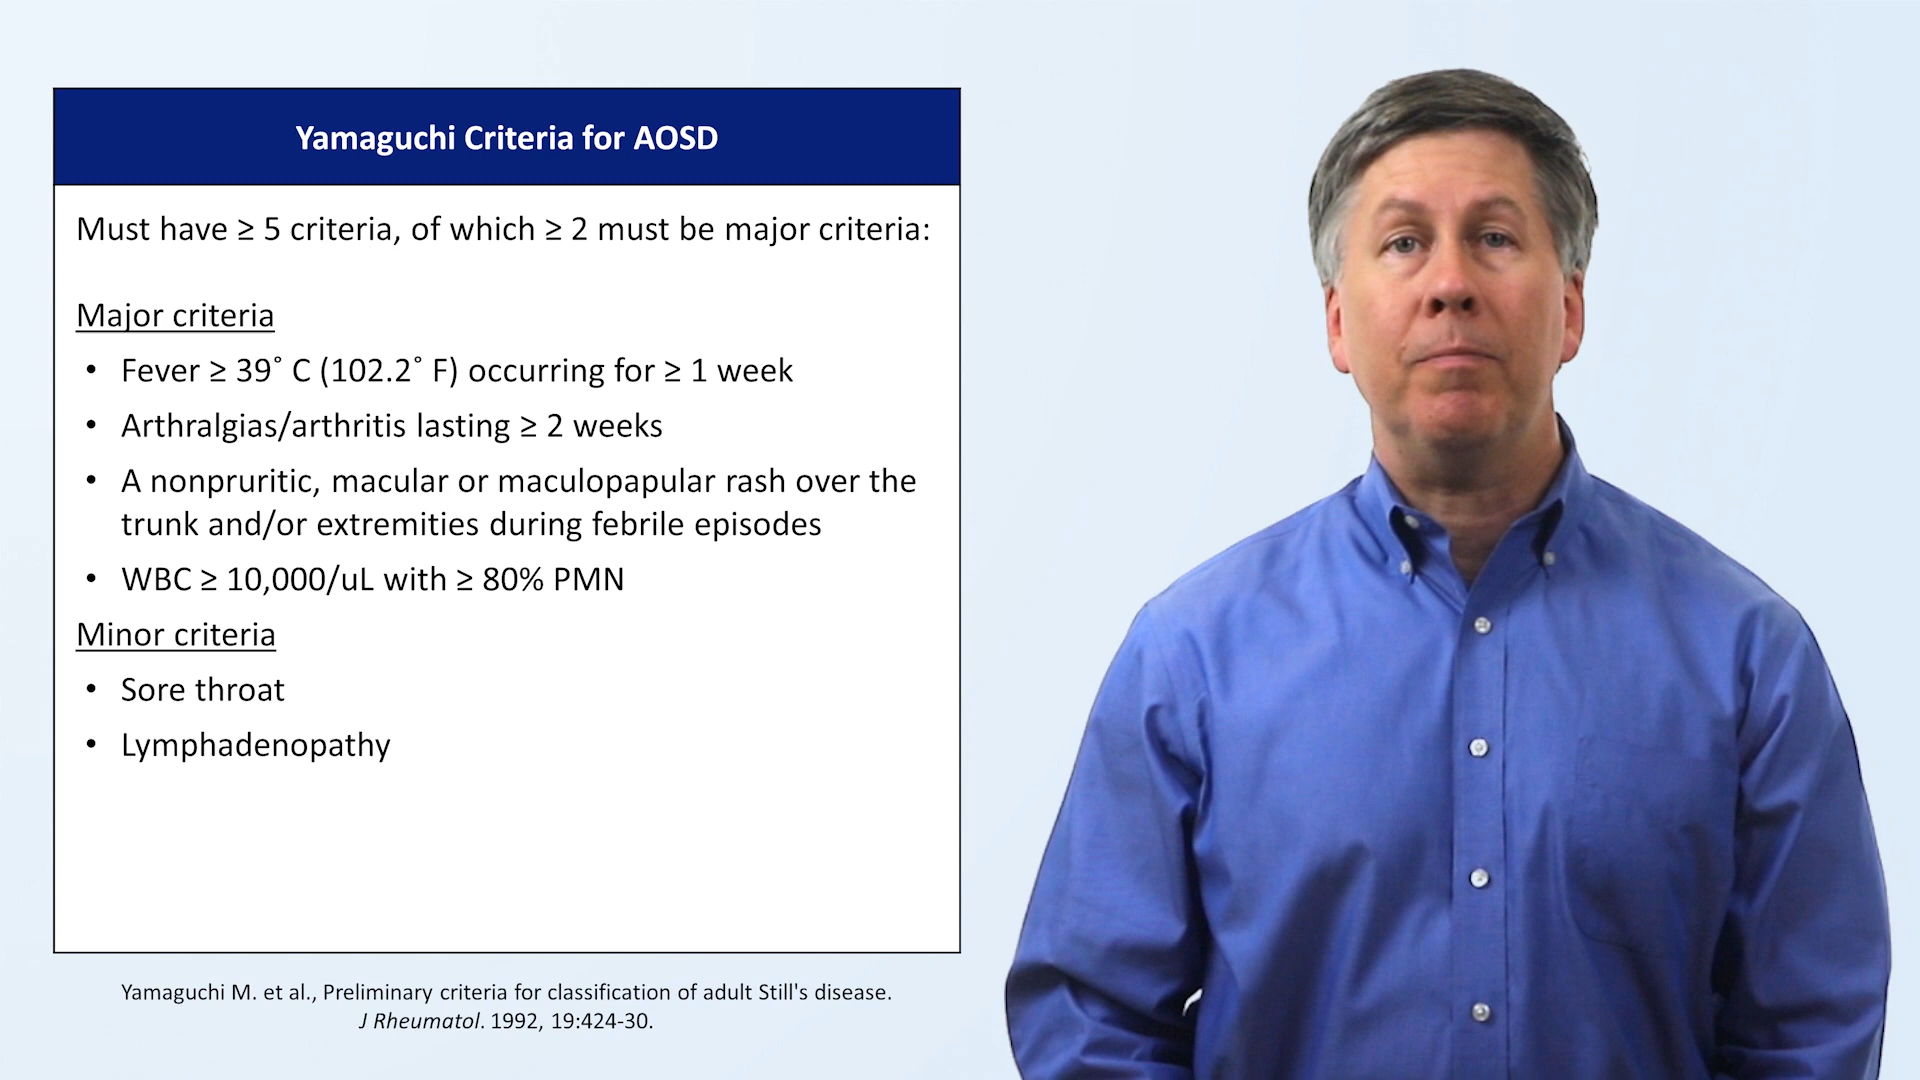 Yamaguchi Criteria for AOSD
Must have ≥ 5 criteria, of which ≥ 2 must be major criteria:
Major criteria
• Fever ≥ 39˚ C (102.2˚ F) occurring for ≥ 1 week
• Arthralgias/arthritis lasting ≥ 2 weeks
• A nonpruritic, macular or maculopapular rash over the
trunk and/or extremities during febrile episodes
• WBC ≥ 10,000/uL with ≥ 80% PMN
Minor criteria
• Sore throat
• Lymphadenopathy
Yamaguchi M. et al., Preliminary criteria for classification of adult Still's disease.
J Rheumatol. 1992, 19:424-30.